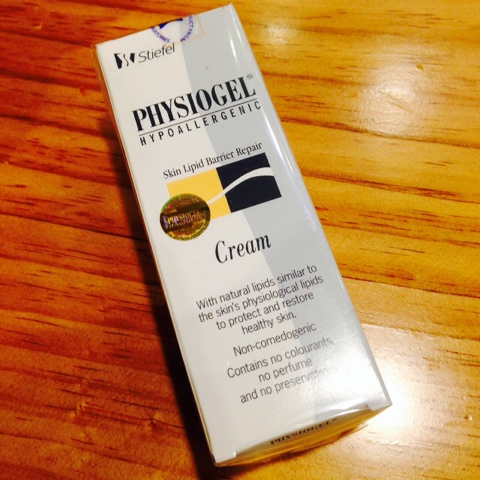 Stiefel
PHYSIOGEL®
HYPOALLERGENIC
Skin Lipid Barrier Repair
Cream
With natural lipids similar to
the skin's physiological lipids
to protect and restore
healthy skin.
Non-comedogenic
Contains no colourants,
no perfume
and no preservatives
PHYSIOGEL